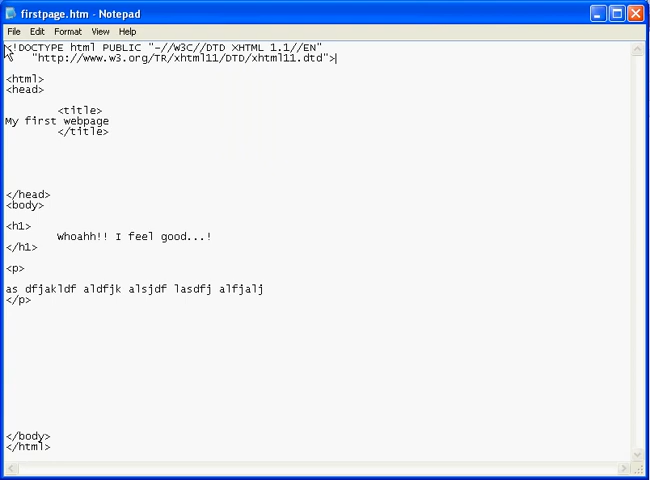 firstpage.htm - Notepad
File Edit Format View Help
<!DOCTYPE html PUBLIC "-//W3C//DTD XHTML 1.1//EN"
"http://www.w3.org/TR/xhtml11/DTD/xhtml11.dtd">
<html>
<head>
<title>
My first webpage
</title>
</head>
<body>
<h1>
Whoahh!! I feel good...!
</h1>
<p>
as dfjakldf aldfjk alsjdf lasdfj alfjalj
</p>
</body>
</html>